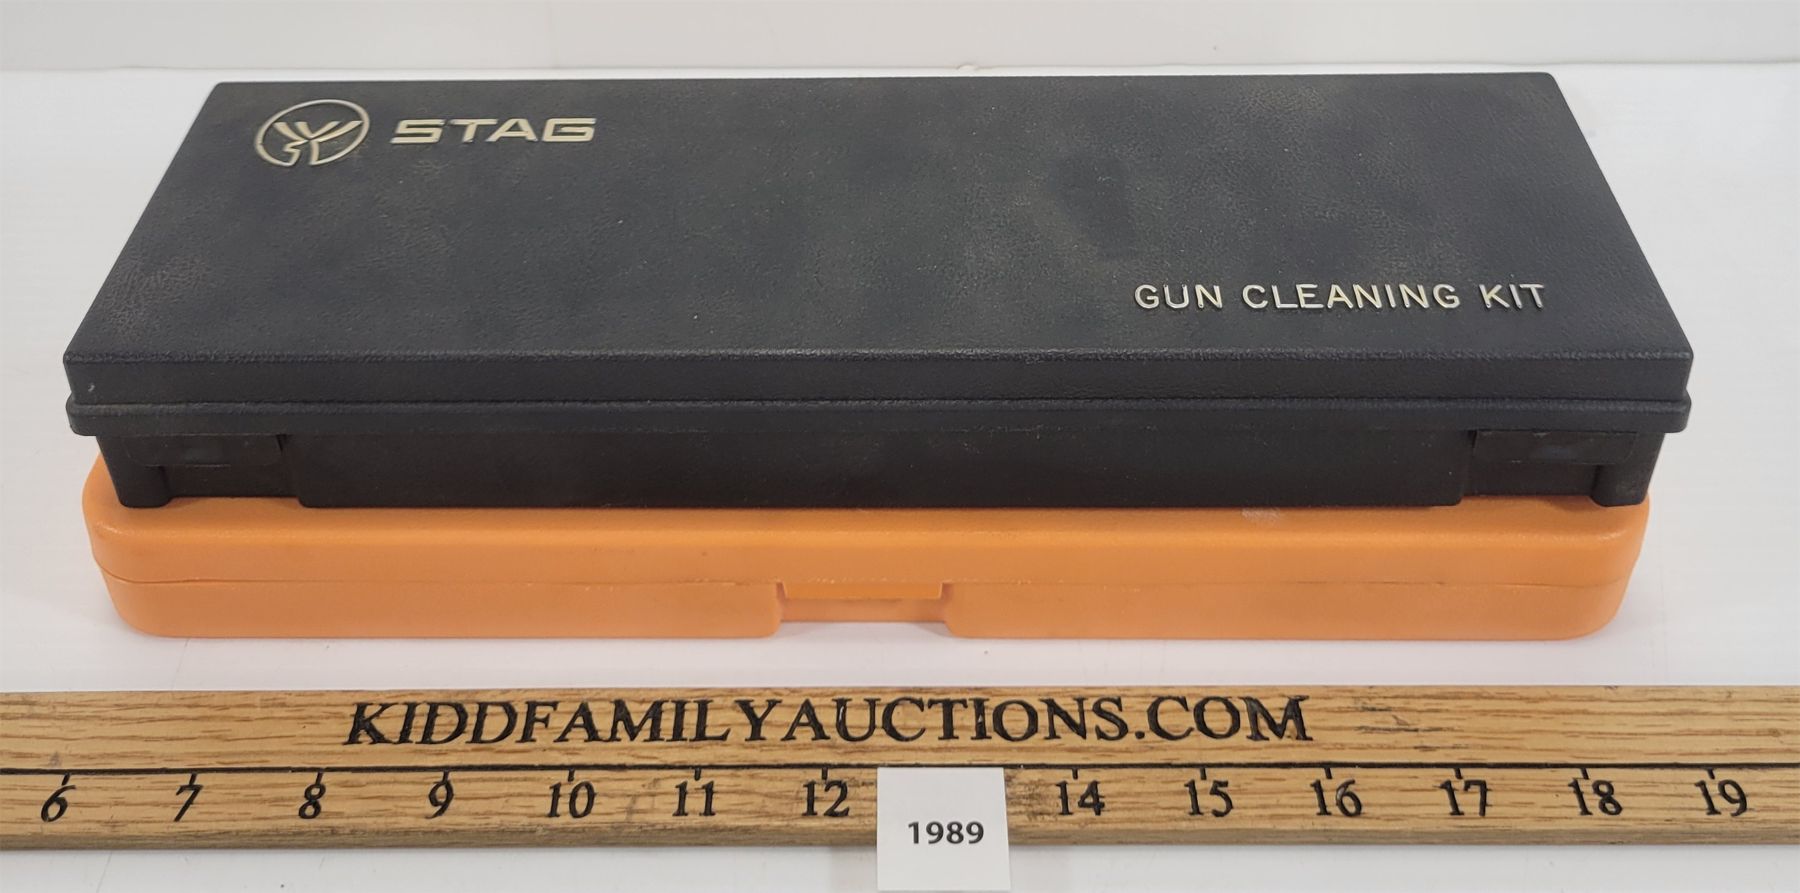 STAG
GUN CLEANING KIT
KIDDFAMILYAUCTIONS.COM
6 7 8 9 10 11 12 14 15 16 17 18 19
1989